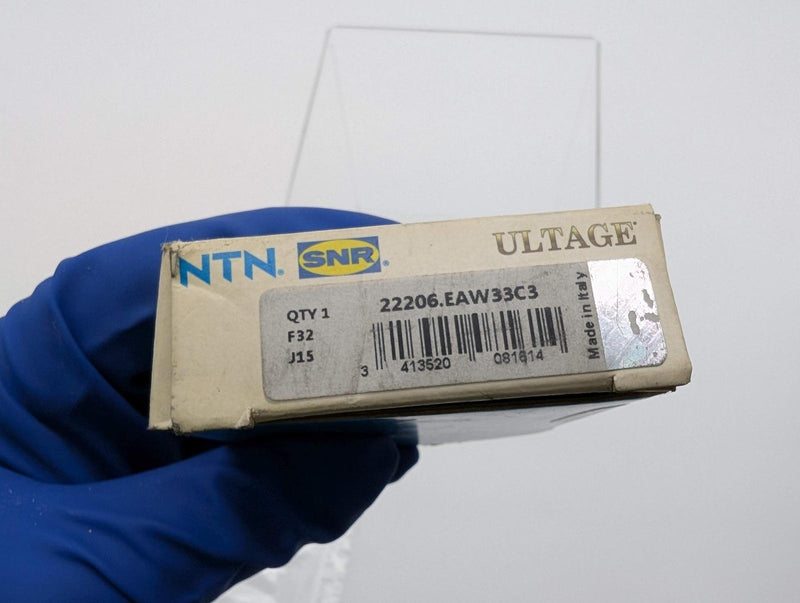 NTN. SNR®
ULTAGE
QTY 1
F32
J15
22206.EAW33C3
3 413520 081814
Made in Italy